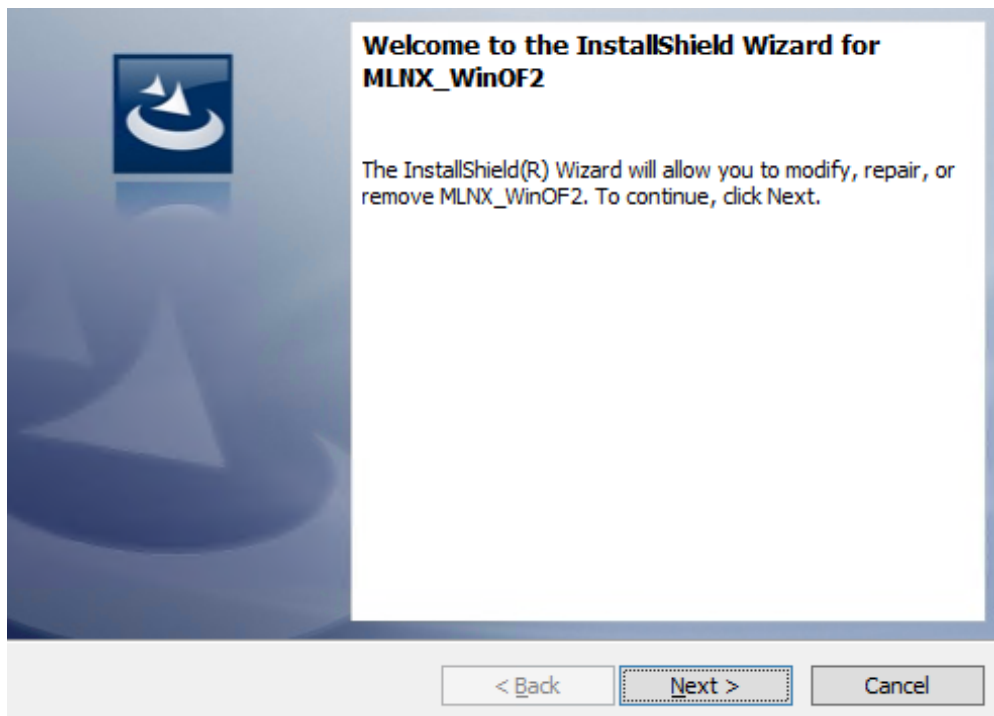 Welcome to the InstallShield Wizard for
MLNX_WinOF2
The InstallShield(R) Wizard will allow you to modify, repair, or
remove MLNX_WinOF2. To continue, click Next.
< Back
Next >
Cancel